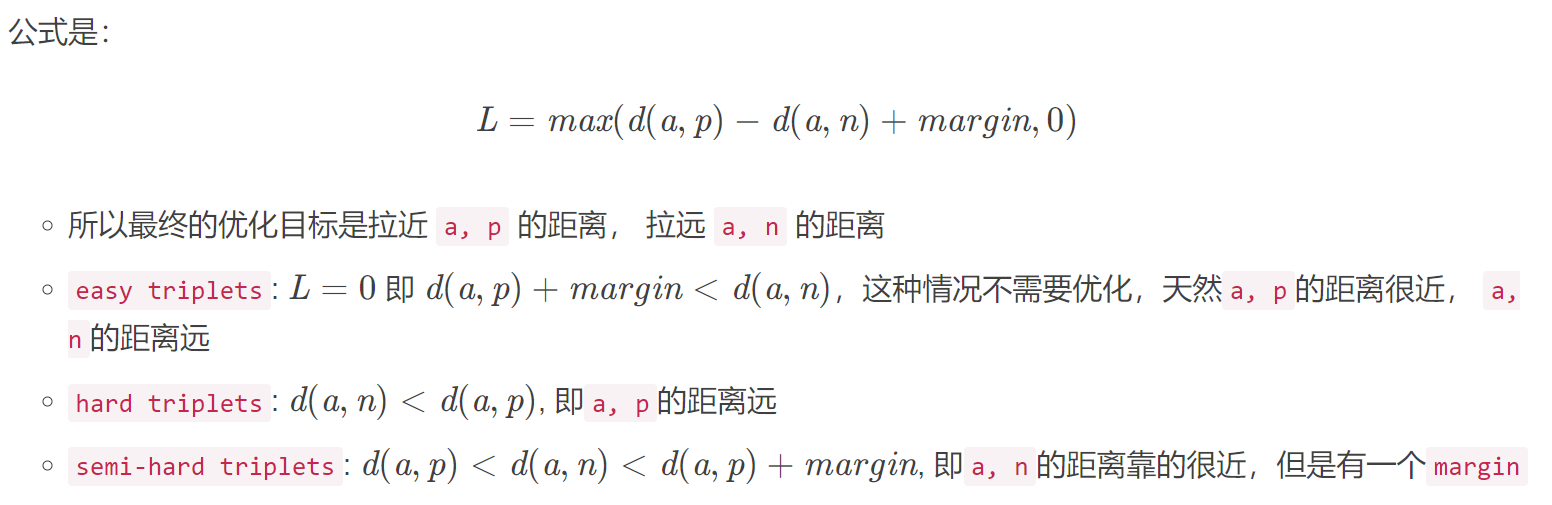 公式是：
L = max(d(a, p) − d(a, n) + margin, 0)
所以最终的优化目标是拉近 a, p 的距离， 拉远 a, n 的距离
easy triplets: L = 0 即 d(a, p) + margin < d(a, n)，这种情况不需要优化，天然a, p的距离很近， a,
n的距离远
hard triplets: d(a, n) < d(a, p), 即a, p的距离远
semi-hard triplets: d(a, p) < d(a, n) < d(a, p) + margin, 即a, n的距离靠的很近，但是有一个margin